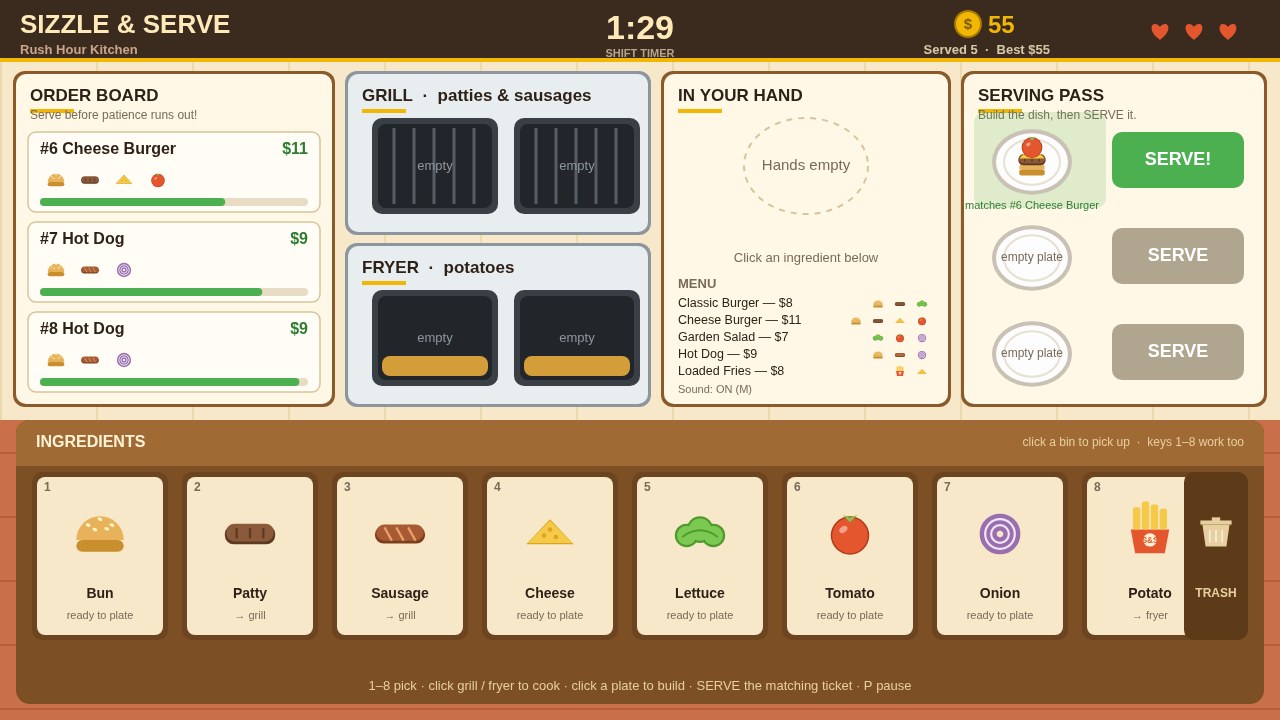 SIZZLE & SERVE
Rush Hour Kitchen
1:29
SHIFT TIMER
$ 55
Served 5 · Best $55
ORDER BOARD
Serve before patience runs out!
#6 Cheese Burger $11
#7 Hot Dog $9
#8 Hot Dog $9
GRILL · patties & sausages
empty empty
FRYER · potatoes
empty empty
IN YOUR HAND
Hands empty
Click an ingredient below
MENU
Classic Burger — $8
Cheese Burger — $11
Garden Salad — $7
Hot Dog — $9
Loaded Fries — $8
Sound: ON (M)
SERVING PASS
Build the dish, then SERVE it.
SERVE!
matches #6 Cheese Burger
empty plate SERVE
empty plate SERVE
INGREDIENTS
click a bin to pick up · keys 1–8 work too
1 2 3 4 5 6 7 8
S&S
Bun Patty Sausage Cheese Lettuce Tomato Onion Potato TRASH
ready to plate → grill → grill ready to plate ready to plate ready to plate ready to plate → fryer
1–8 pick · click grill / fryer to cook · click a plate to build · SERVE the matching ticket · P pause